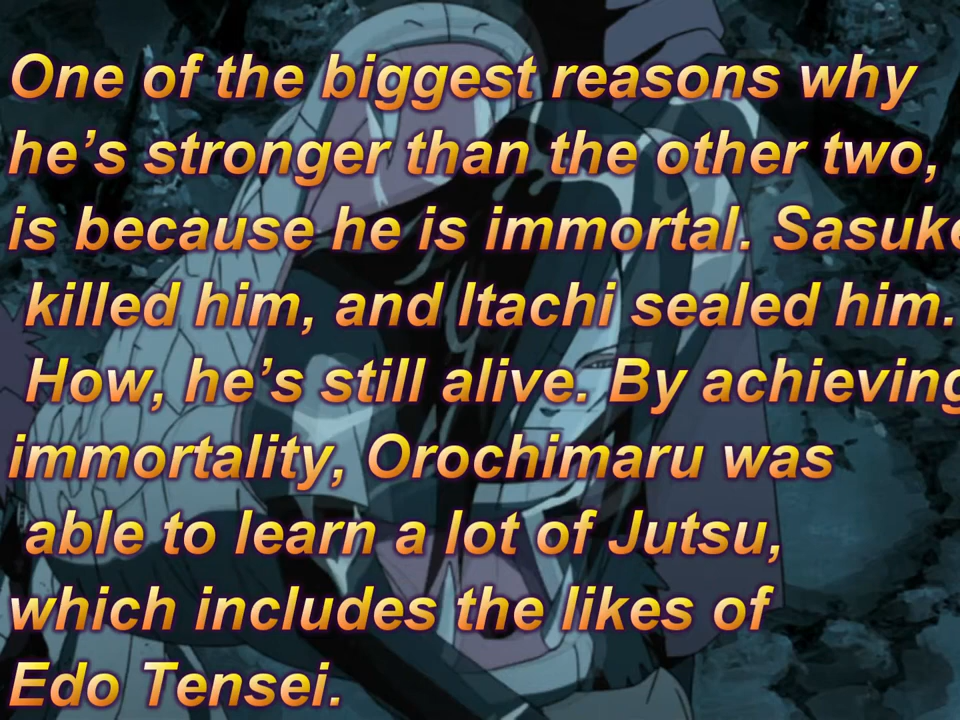 One of the biggest reasons why
he’s stronger than the other two,
is because he is immortal. Sasuke
killed him, and Itachi sealed him.
How, he’s still alive. By achieving
immortality, Orochimaru was
able to learn a lot of Jutsu,
which includes the likes of
Edo Tensei.